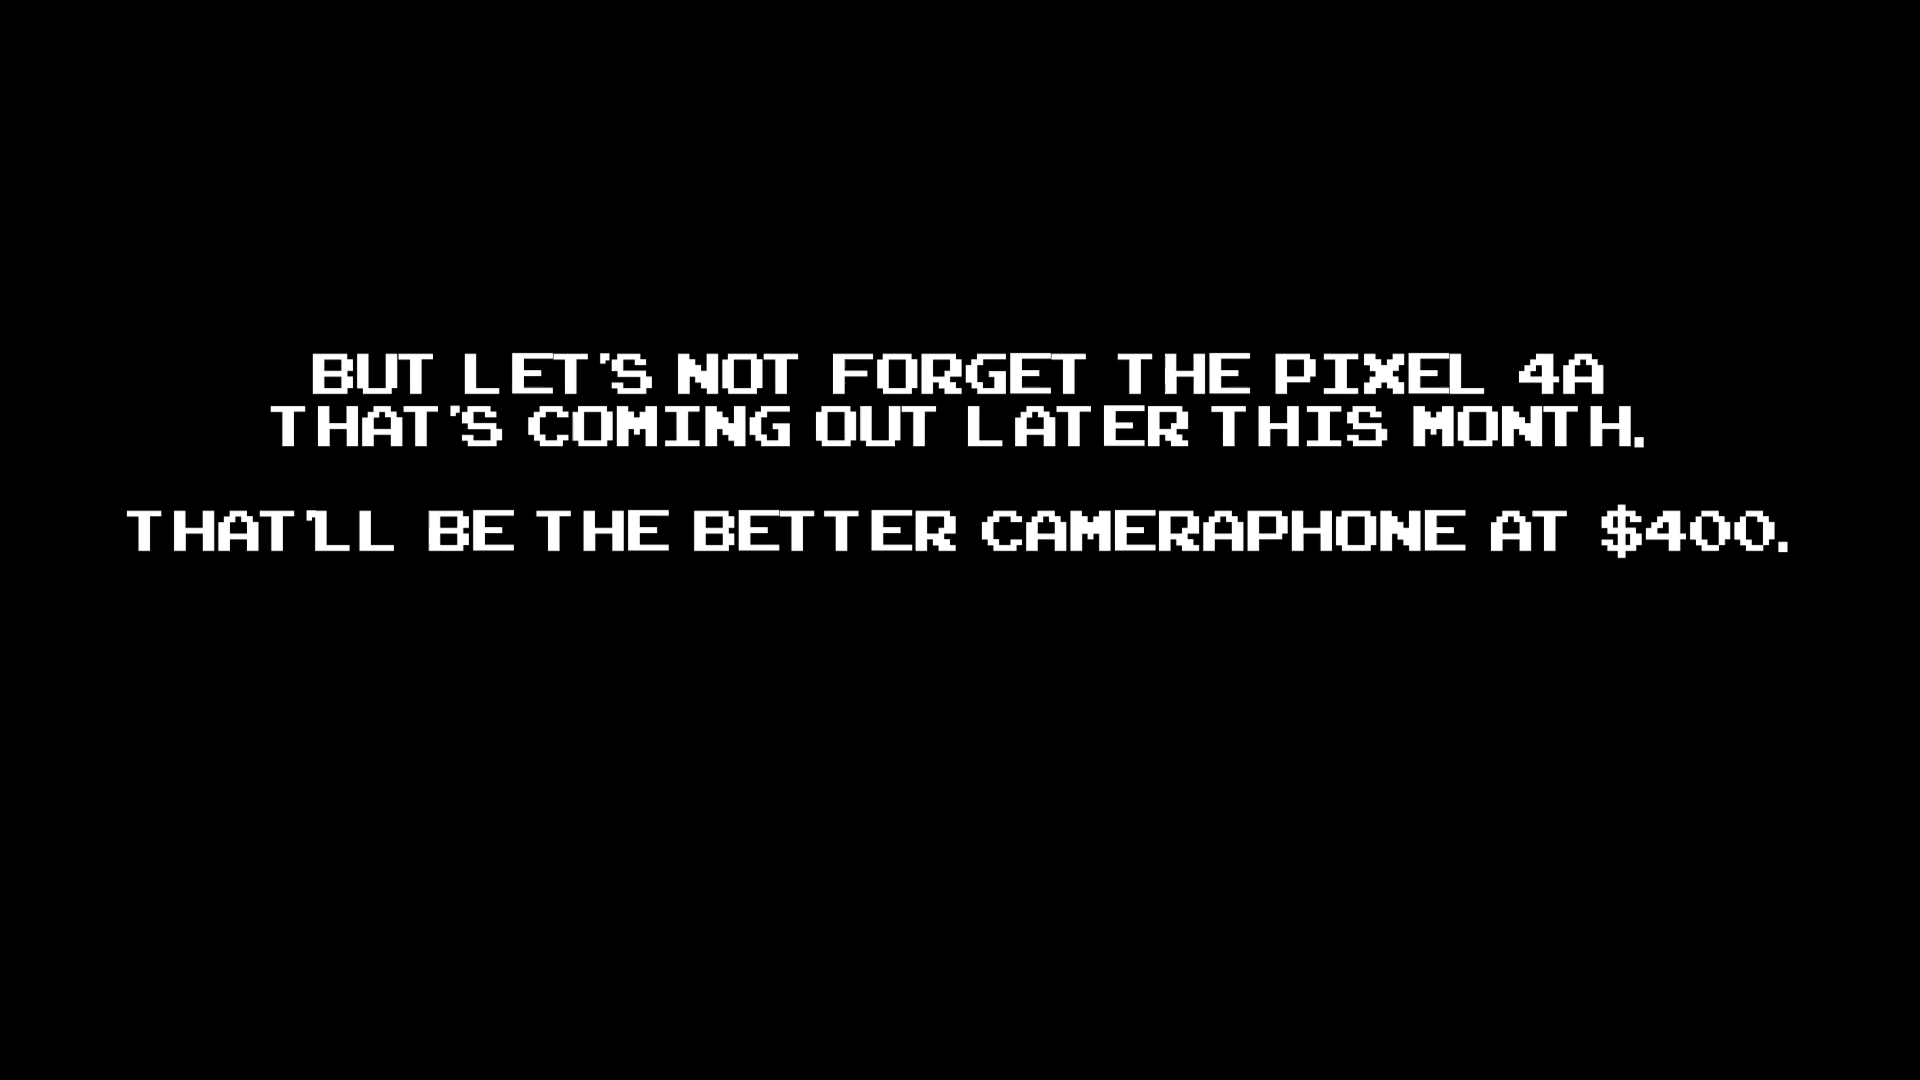 BUT LET'S NOT FORGET THE PIXEL 4A
THAT'S COMING OUT LATER THIS MONTH.
THAT'LL BE THE BETTER CAMERAPHONE AT $400.